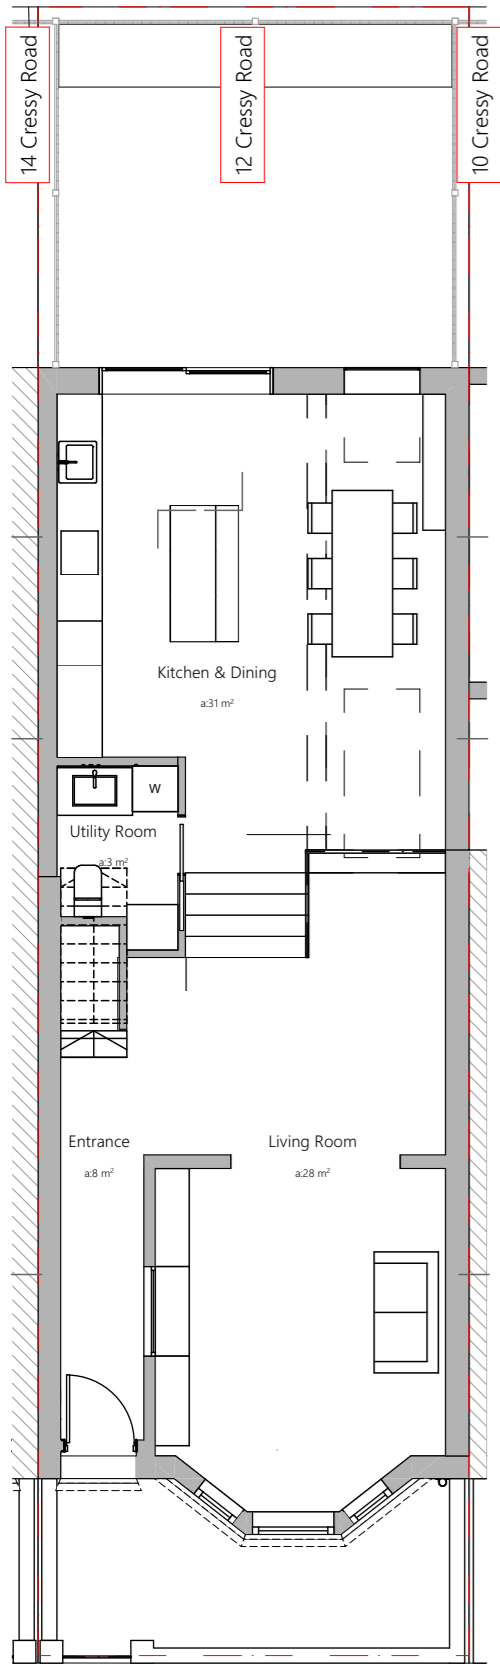 14 Cressy Road
12 Cressy Road
10 Cressy Road
Kitchen & Dining
a:31 m²
W
Utility Room
a:3 m²
Entrance
a:8 m²
Living Room
a:28 m²